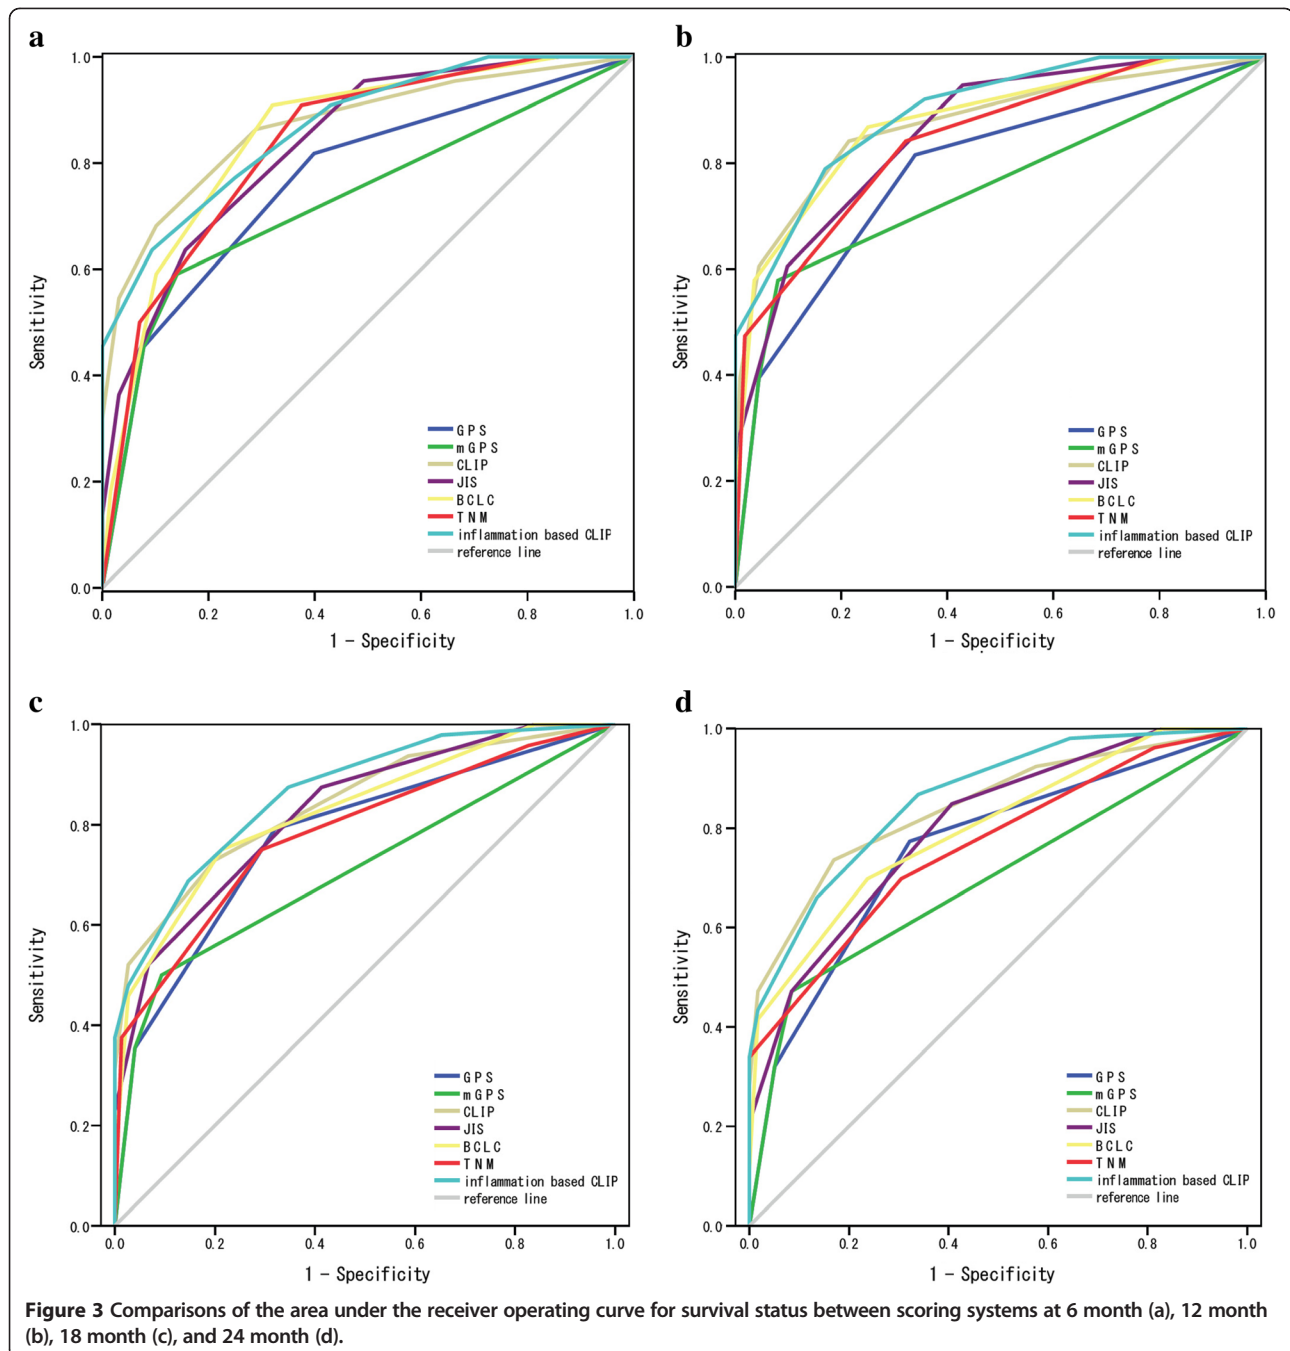 a
1.0
0.8
0.6
0.4
0.2
0.0
Sensitivity
GPS
mGPS
CLIP
JIS
BCLC
TNM
inflammation based CLIP
reference line
0.0 0.2 0.4 0.6 0.8 1.0
1 - Specificity
b
1.0
0.8
0.6
0.4
0.2
0.0
Sensitivity
GPS
mGPS
CLIP
JIS
BCLC
TNM
inflammation based CLIP
reference line
0.0 0.2 0.4 0.6 0.8 1.0
1 - Specificity
c
1.0
0.8
0.6
0.4
0.2
0.0
Sensitivity
GPS
mGPS
CLIP
JIS
BCLC
TNM
inflammation based CLIP
reference line
0.0 0.2 0.4 0.6 0.8 1.0
1 - Specificity
d
1.0
0.8
0.6
0.4
0.2
0.0
Sensitivity
GPS
mGPS
CLIP
JIS
BCLC
TNM
inflammation based CLIP
reference line
0.0 0.2 0.4 0.6 0.8 1.0
1 - Specificity
Figure 3 Comparisons of the area under the receiver operating curve for survival status between scoring systems at 6 month (a), 12 month
(b), 18 month (c), and 24 month (d).